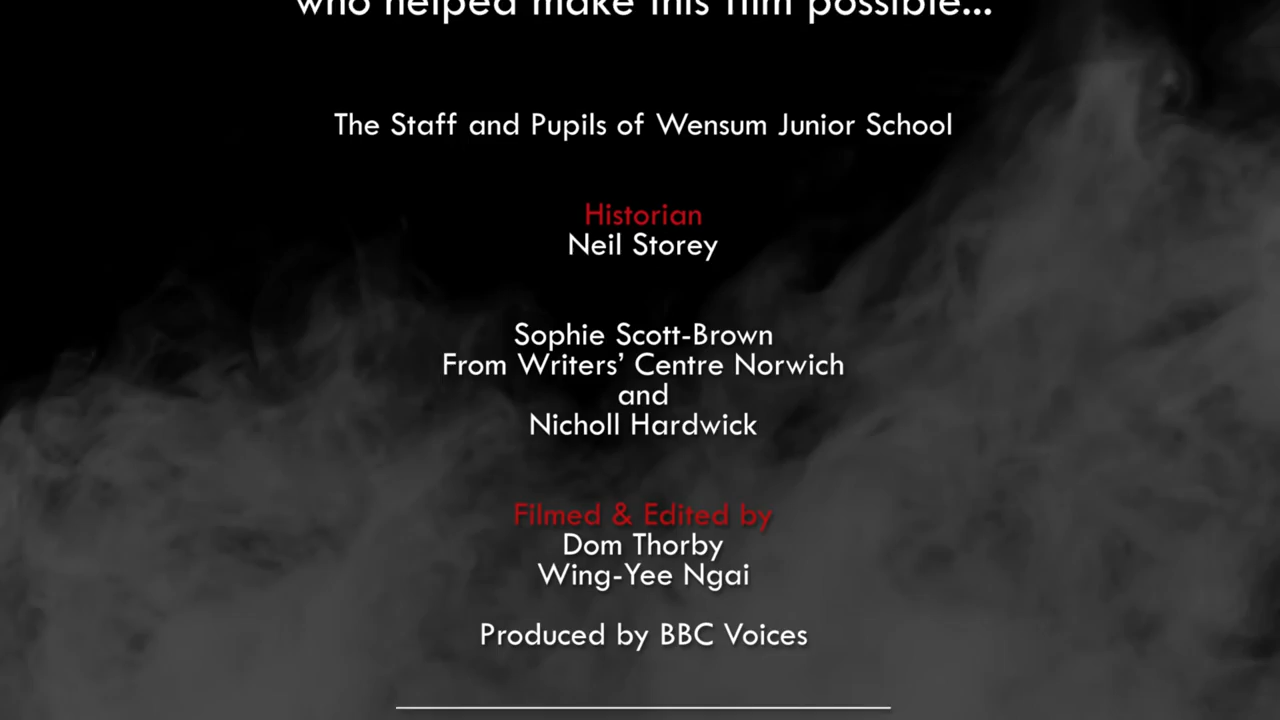 who helped make this film possible...
The Staff and Pupils of Wensum Junior School
Historian
Neil Storey
Sophie Scott-Brown
From Writers’ Centre Norwich
and
Nicholl Hardwick
Filmed & Edited by
Dom Thorby
Wing-Yee Ngai
Produced by BBC Voices